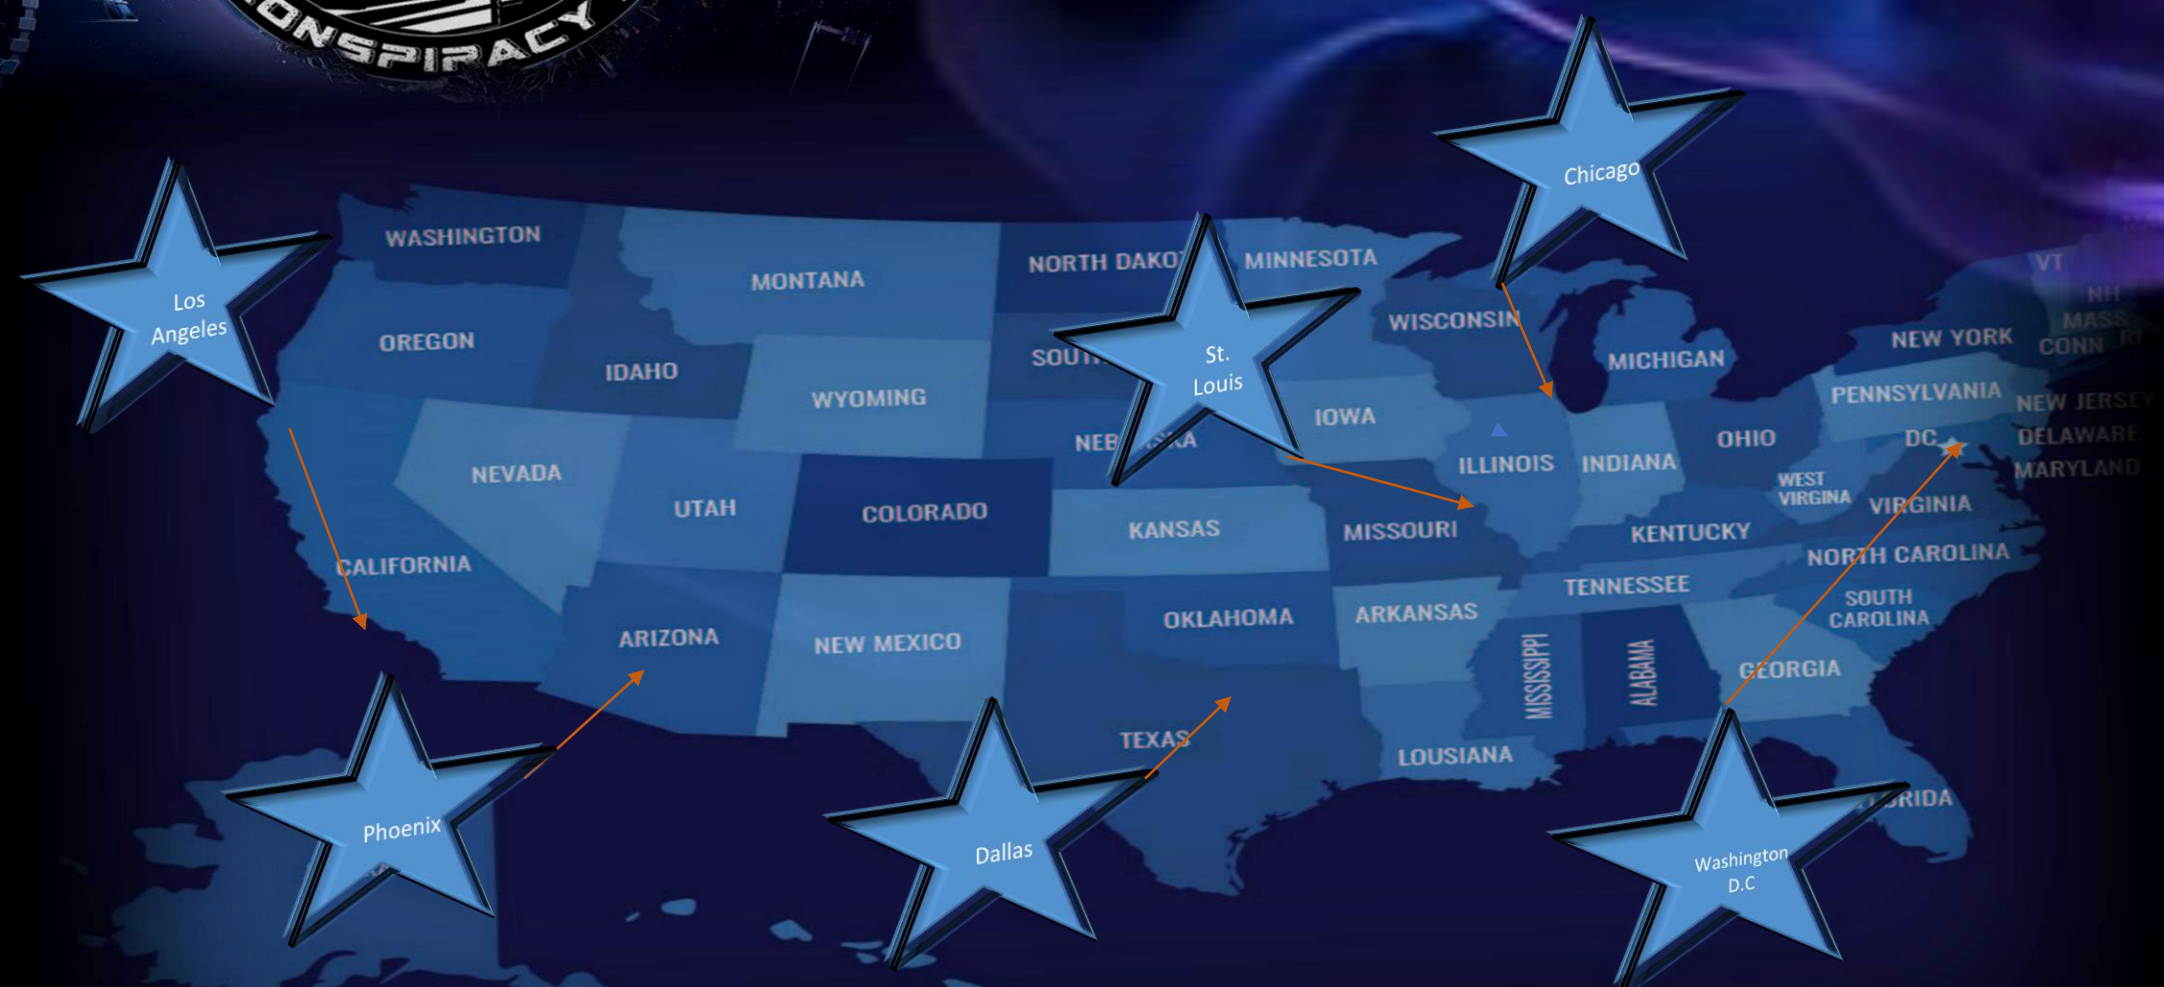 CONSPIRACY
Chicago
Los
Angeles
WASHINGTON
MONTANA
NORTH DAKO
MINNESOTA
VT
NH
MASS
CONN RI
OREGON
IDAHO
WYOMING
SOUTH
St.
Louis
WISCONSIN
MICHIGAN
NEW YORK
PENNSYLVANIA
NEW JERSEY
IOWA
OHIO
DC
DELAWARE
MARYLAND
NEVADA
UTAH
COLORADO
KANSAS
MISSOURI
ILLINOIS
INDIANA
WEST
VIRGINA
VIRGINIA
KENTUCKY
NORTH CAROLINA
CALIFORNIA
ARIZONA
NEW MEXICO
OKLAHOMA
ARKANSAS
TENNESSEE
SOUTH
CAROLINA
MISSISSIPPI
ALABAMA
GEORGIA
TEXAS
LOUSIANA
Phoenix
Dallas
Washington
D.C